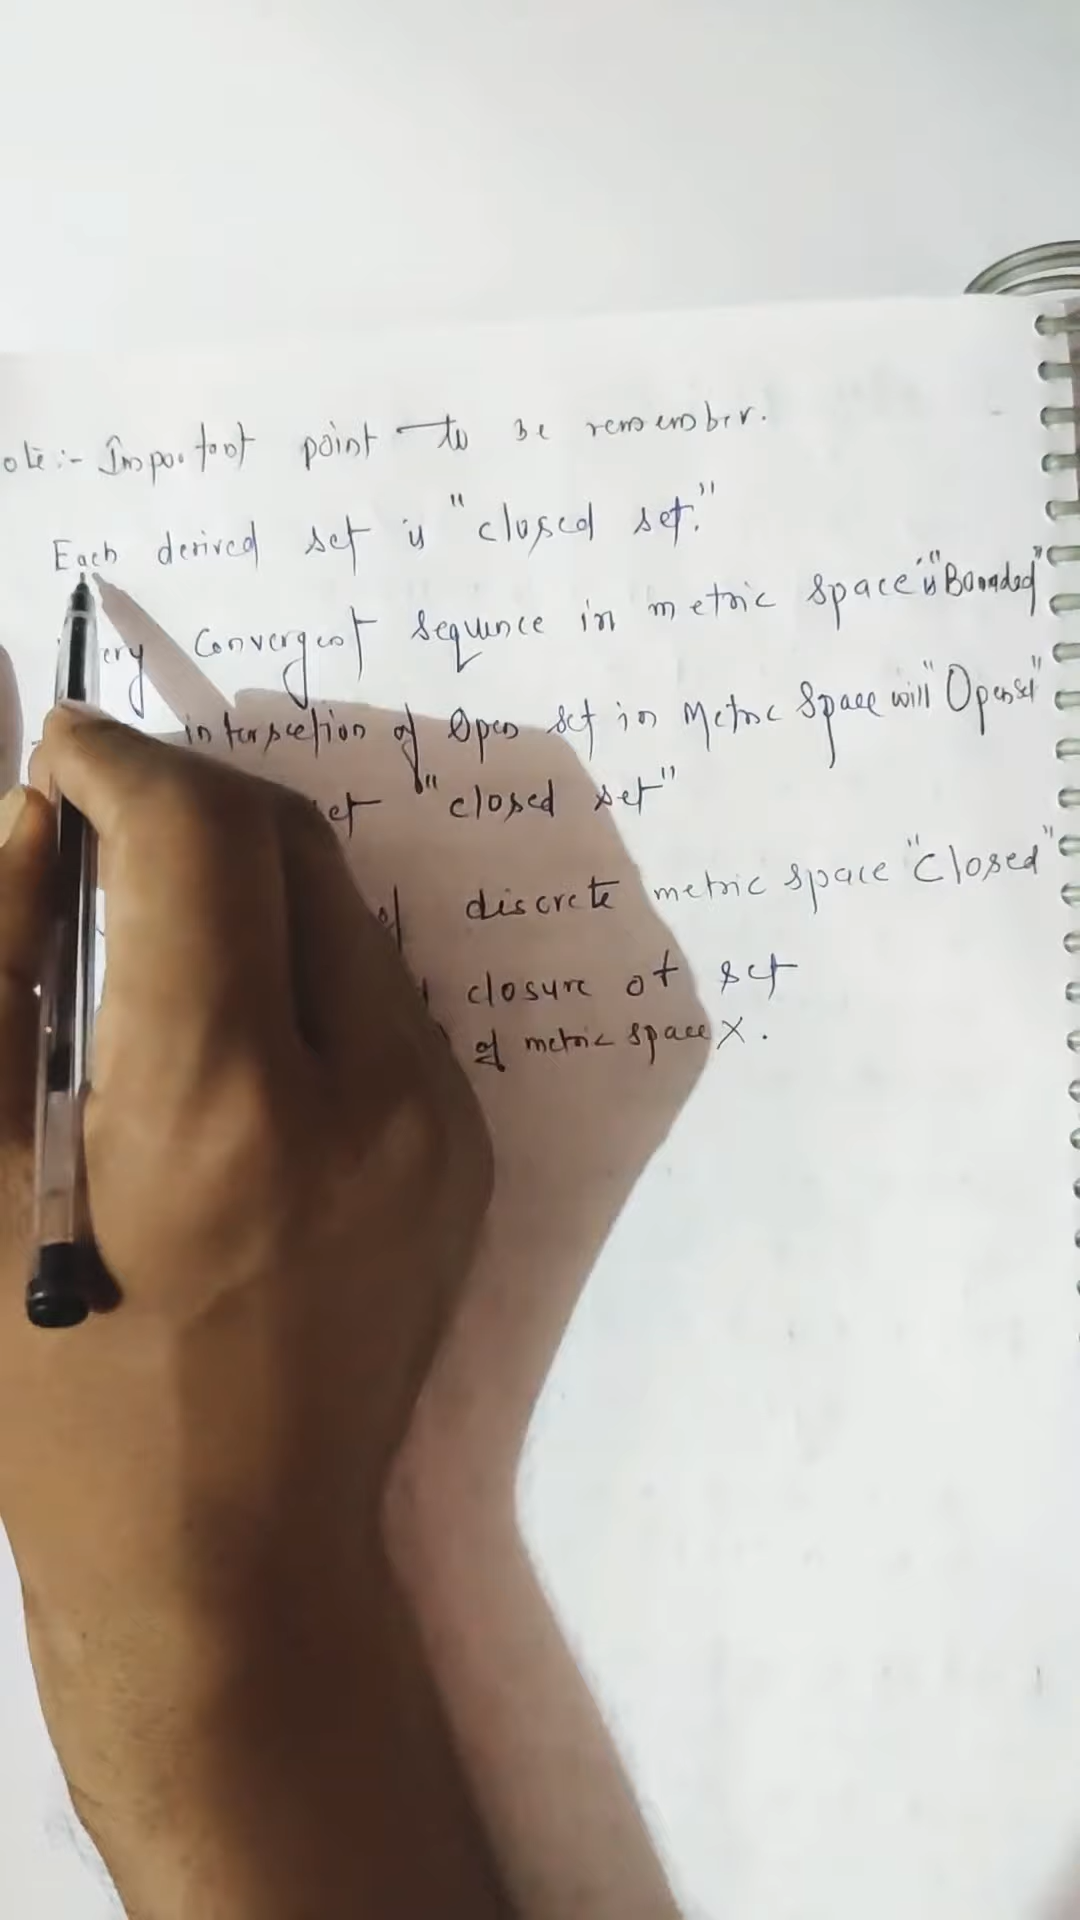 ote:- Important point to be remember.
Each derived set is "closed set."
ery Convergent sequence in metric space is "Bounded"
intersection of Open set in Metric Space will "Open set"
et "closed set"
of discrete metric space "Closed"
closure of set
of metric space X.